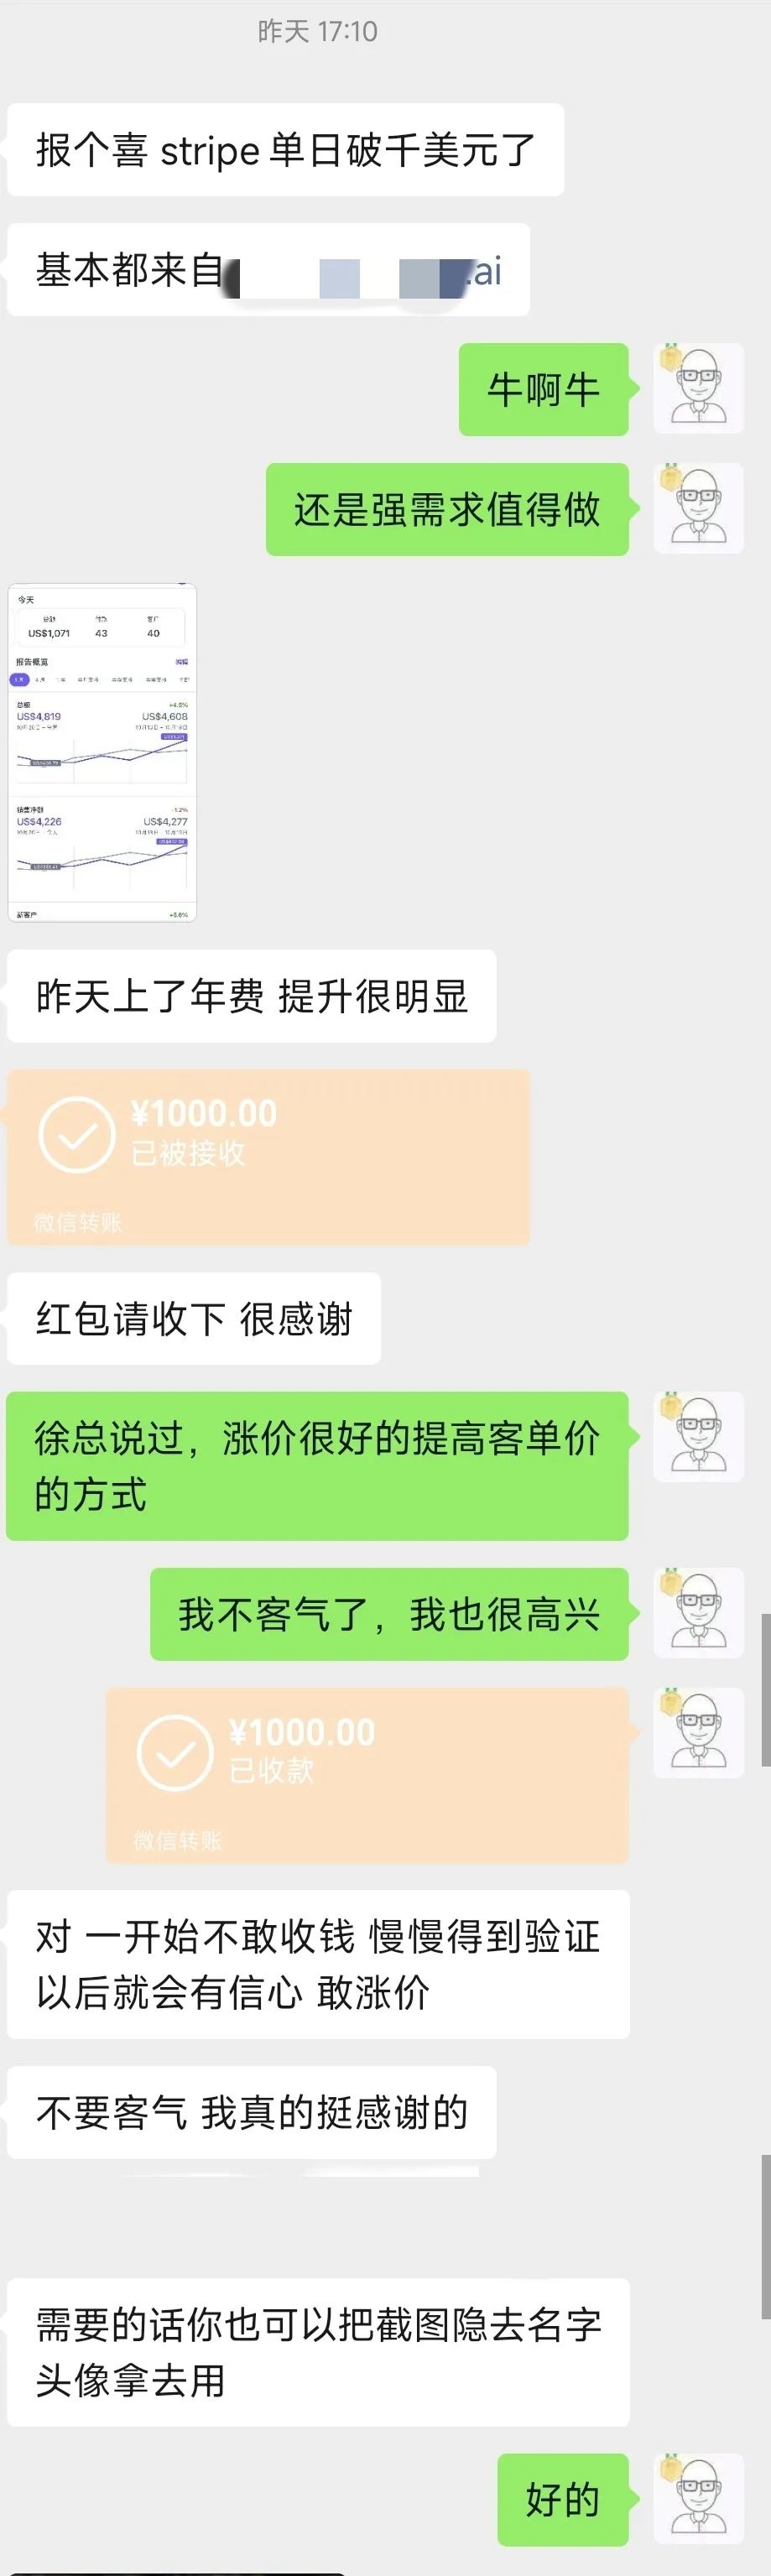 昨天 17:10
报个喜 stripe 单日破千美元了
基本都来自
.ai
牛啊牛
还是强需求值得做
今天
US$1,071 43 40
报告概览 编辑
总额 +4.5%
US$4,819 US$4,608
销售净额 -1.2%
US$4,226 US$4,277
新客户 +5.0%
昨天上了年费 提升很明显
¥1000.00
已被接收
微信转账
红包请收下 很感谢
徐总说过，涨价很好的提高客单价
的方式
我不客气了，我也很高兴
¥1000.00
已收款
微信转账
对 一开始不敢收钱 慢慢得到验证
以后就会有信心 敢涨价
不要客气 我真的挺感谢的
需要的话你也可以把截图隐去名字
头像拿去用
好的